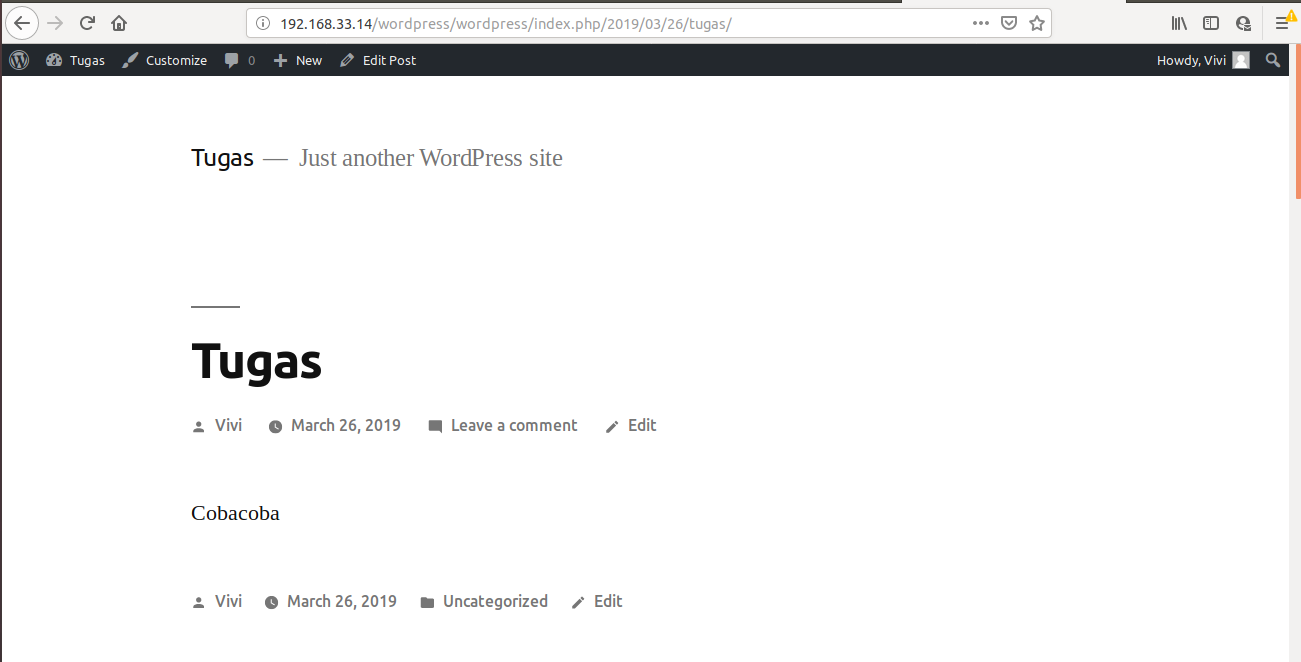 192.168.33.14/wordpress/wordpress/index.php/2019/03/26/tugas/
Tugas Customize 0 New Edit Post Howdy, Vivi
Tugas — Just another WordPress site
Tugas
Vivi March 26, 2019 Leave a comment Edit
Cobacoba
Vivi March 26, 2019 Uncategorized Edit